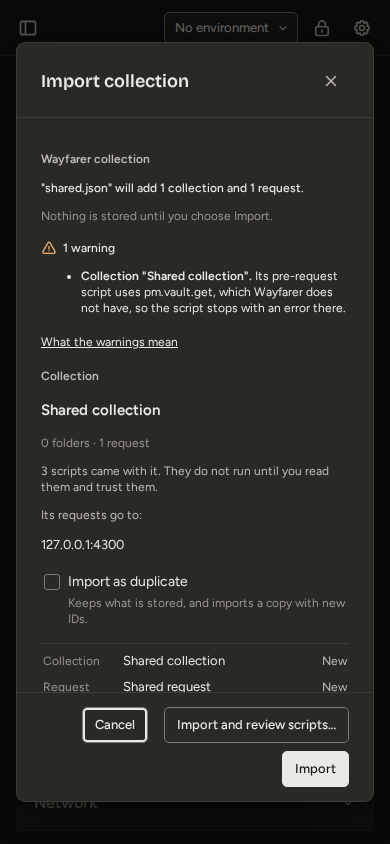 No environment
Import collection
Wayfarer collection
"shared.json" will add 1 collection and 1 request.
Nothing is stored until you choose Import.
1 warning
• Collection "Shared collection". Its pre-request
script uses pm.vault.get, which Wayfarer does
not have, so the script stops with an error there.
What the warnings mean
Collection
Shared collection
0 folders · 1 request
3 scripts came with it. They do not run until you read
them and trust them.
Its requests go to:
127.0.0.1:4300
Import as duplicate
Keeps what is stored, and imports a copy with new
IDs.
Collection Shared collection New
Request Shared request New
Cancel Import and review scripts...
Import
Network